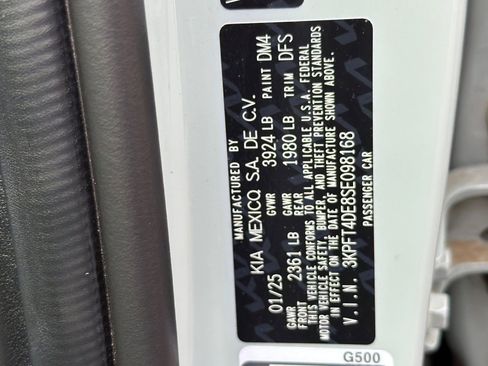 MANUFACTURED BY
KIA MEXICO, S.A. DE C.V.
01/25 GVWR 3924 LB PAINT DM4
GAWR FRONT 2361 LB GAWR REAR 1980 LB TRIM DFS
THIS VEHICLE CONFORMS TO ALL APPLICABLE U.S.A. FEDERAL
MOTOR VEHICLE SAFETY, BUMPER, AND THEFT PREVENTION STANDARDS
IN EFFECT ON THE DATE OF MANUFACTURE SHOWN ABOVE.
V.I.N. 3KPFT4DE8SE098168
PASSENGER CAR
G500